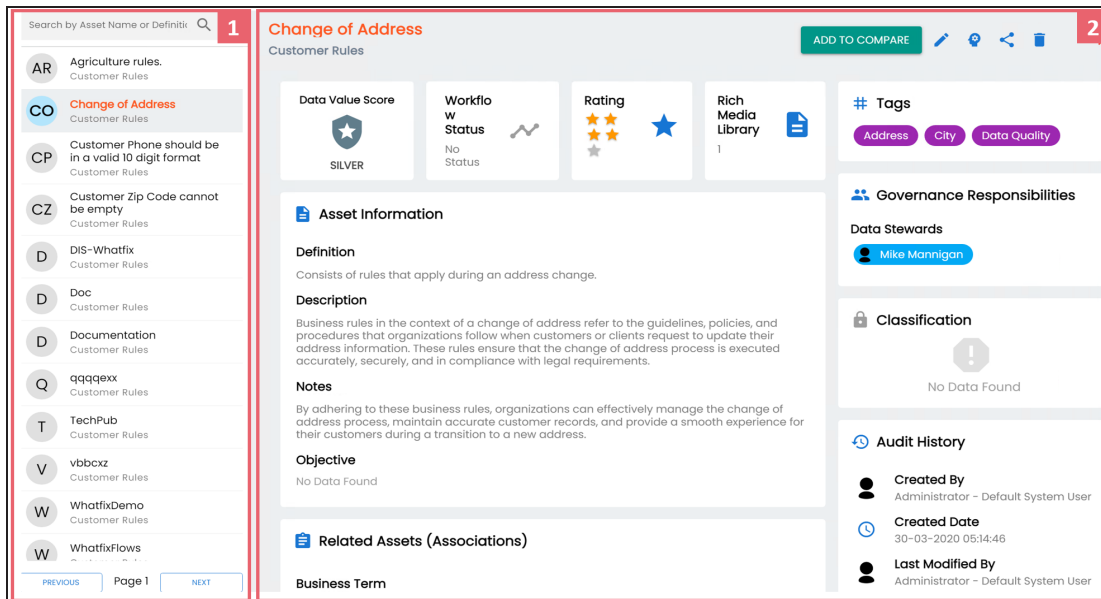 Search by Asset Name or Definitic
1
AR
Agriculture rules.
Customer Rules
CO
Change of Address
Customer Rules
CP
Customer Phone should be
in a valid 10 digit format
Customer Rules
CZ
Customer Zip Code cannot
be empty
Customer Rules
D
DIS-Whatfix
Customer Rules
D
Doc
Customer Rules
D
Documentation
Customer Rules
Q
qqqqexx
Customer Rules
T
TechPub
Customer Rules
V
vbbcxz
Customer Rules
W
WhatfixDemo
Customer Rules
W
WhatfixFlows
PREVIOUS
Page 1
NEXT
Change of Address
Customer Rules
ADD TO COMPARE
2
Data Value Score
SILVER
Workflo
w
Status
No
Status
Rating
Rich
Media
Library
1
Asset Information
Definition
Consists of rules that apply during an address change.
Description
Business rules in the context of a change of address refer to the guidelines, policies, and
procedures that organizations follow when customers or clients request to update their
address information. These rules ensure that the change of address process is executed
accurately, securely, and in compliance with legal requirements.
Notes
By adhering to these business rules, organizations can effectively manage the change of
address process, maintain accurate customer records, and provide a smooth experience for
their customers during a transition to a new address.
Objective
No Data Found
Related Assets (Associations)
Business Term
Tags
Address City Data Quality
Governance Responsibilities
Data Stewards
Mike Mannigan
Classification
No Data Found
Audit History
Created By
Administrator - Default System User
Created Date
30-03-2020 05:14:46
Last Modified By
Administrator - Default System User